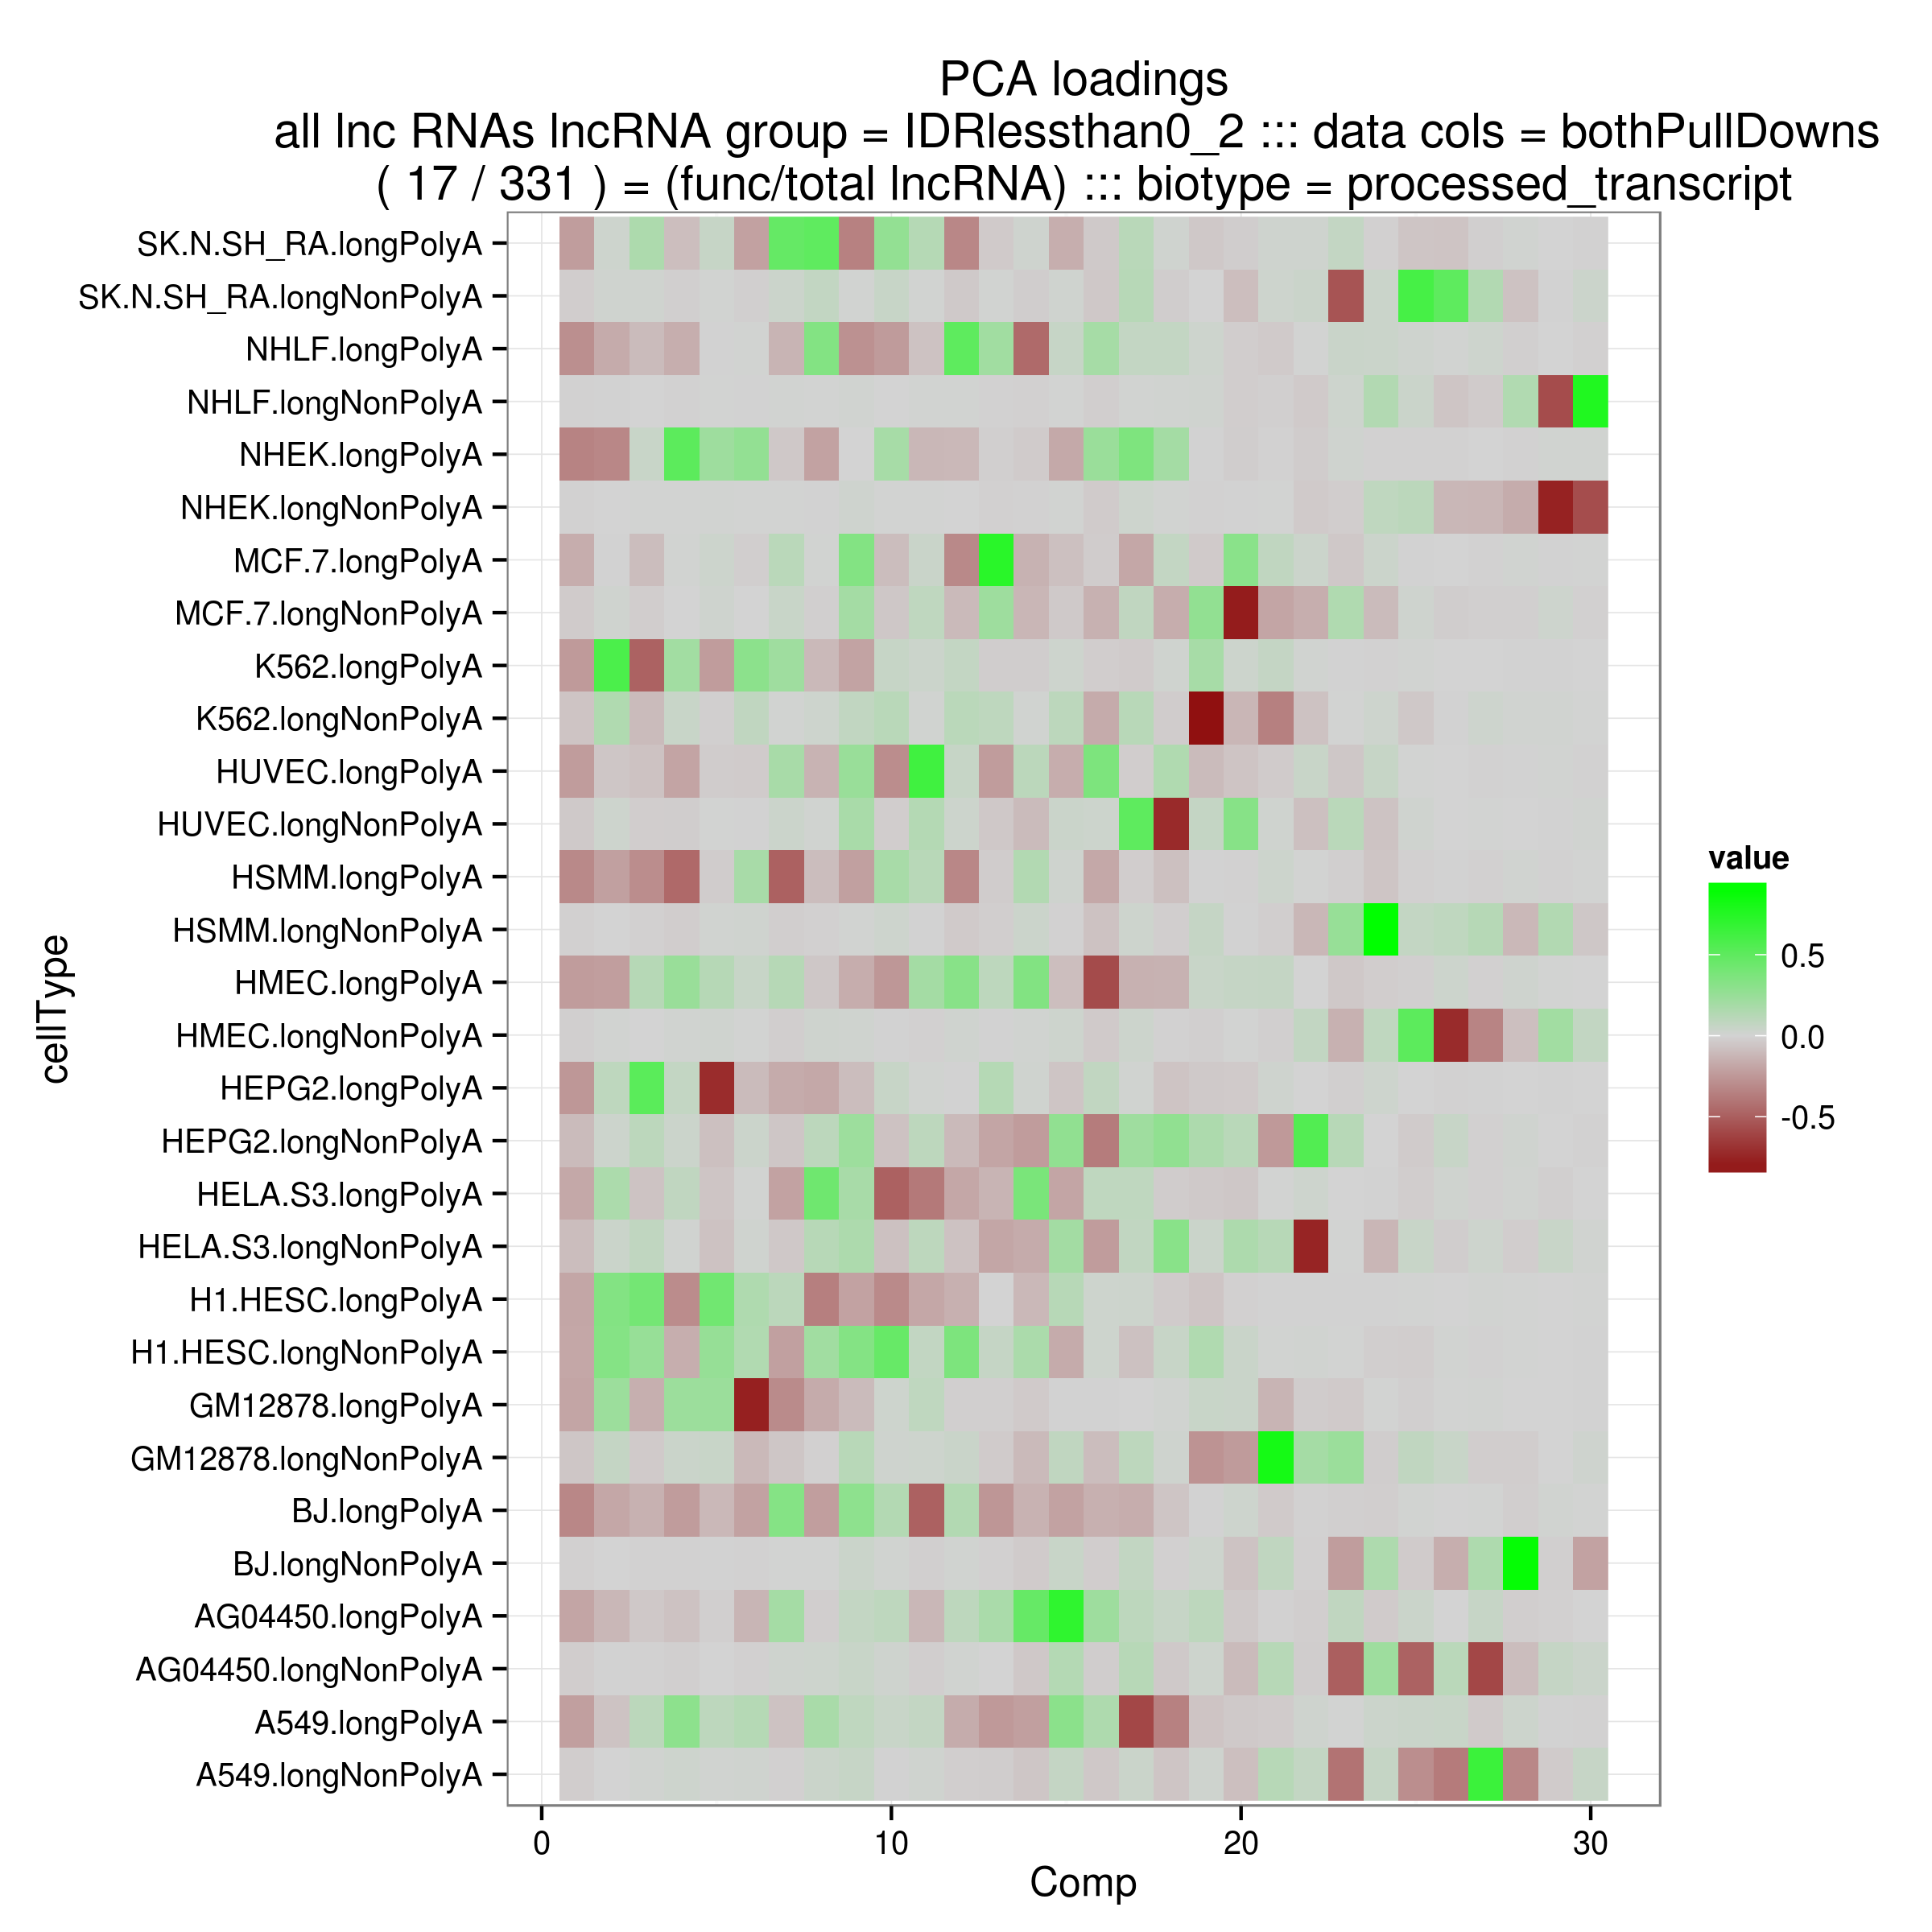 PCA loadings
all lnc RNAs lncRNA group = IDRlessthan0_2 ::: data cols = bothPullDowns
( 17 / 331 ) = (func/total lncRNA) ::: biotype = processed_transcript
SK.N.SH_RA.longPolyA
SK.N.SH_RA.longNonPolyA
NHLF.longPolyA
NHLF.longNonPolyA
NHEK.longPolyA
NHEK.longNonPolyA
MCF.7.longPolyA
MCF.7.longNonPolyA
K562.longPolyA
K562.longNonPolyA
HUVEC.longPolyA
HUVEC.longNonPolyA
HSMM.longPolyA
HSMM.longNonPolyA
HMEC.longPolyA
HMEC.longNonPolyA
HEPG2.longPolyA
HEPG2.longNonPolyA
HELA.S3.longPolyA
HELA.S3.longNonPolyA
H1.HESC.longPolyA
H1.HESC.longNonPolyA
GM12878.longPolyA
GM12878.longNonPolyA
BJ.longPolyA
BJ.longNonPolyA
AG04450.longPolyA
AG04450.longNonPolyA
A549.longPolyA
A549.longNonPolyA
cellType
0 10 20 30
Comp
value
0.5
0.0
-0.5